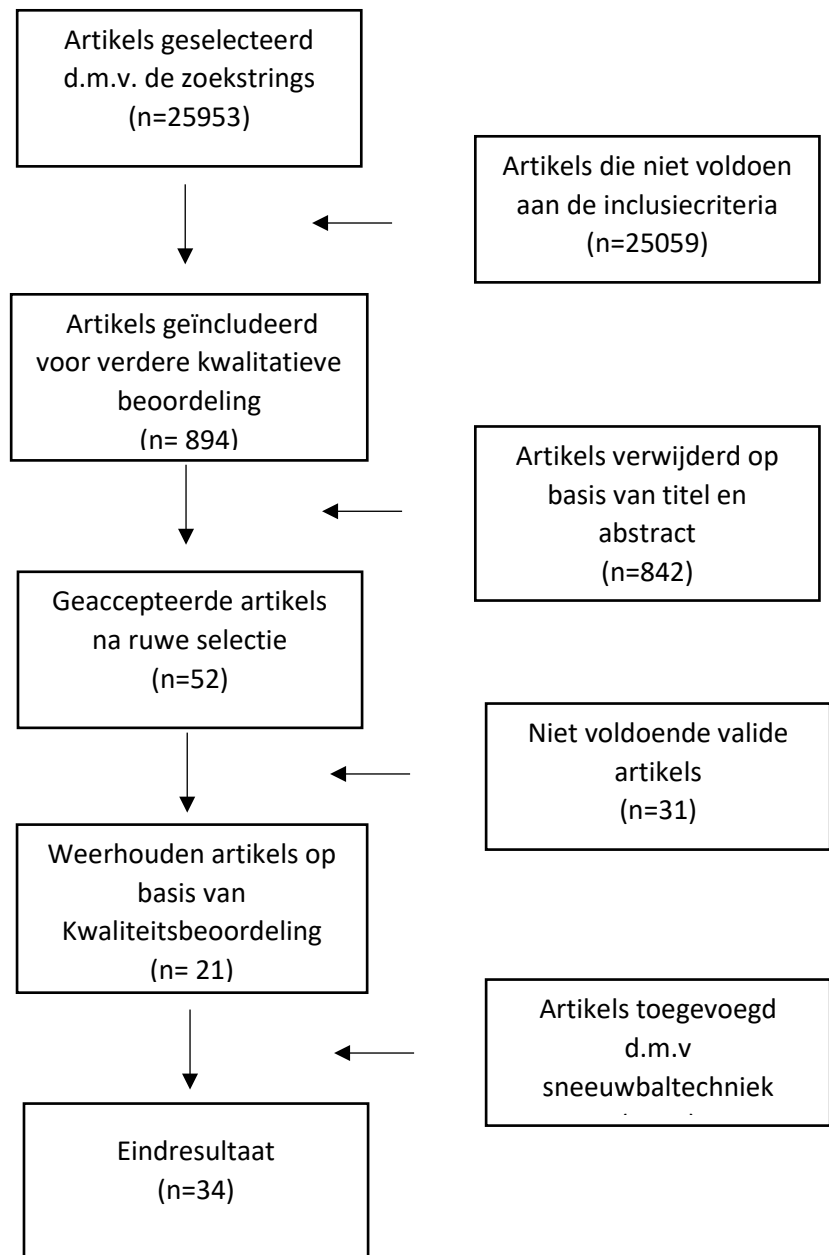 Artikels geselecteerd
d.m.v. de zoekstrings
(n=25953)
Artikels die niet voldoen
aan de inclusiecriteria
(n=25059)
Artikels geïncludeerd
voor verdere kwalitatieve
beoordeling
(n= 894)
Artikels verwijderd op
basis van titel en
abstract
(n=842)
Geaccepteerde artikels
na ruwe selectie
(n=52)
Niet voldoende valide
artikels
(n=31)
Weerhouden artikels op
basis van
Kwaliteitsbeoordeling
(n= 21)
Artikels toegevoegd
d.m.v
sneeuwbaltechniek
Eindresultaat
(n=34)